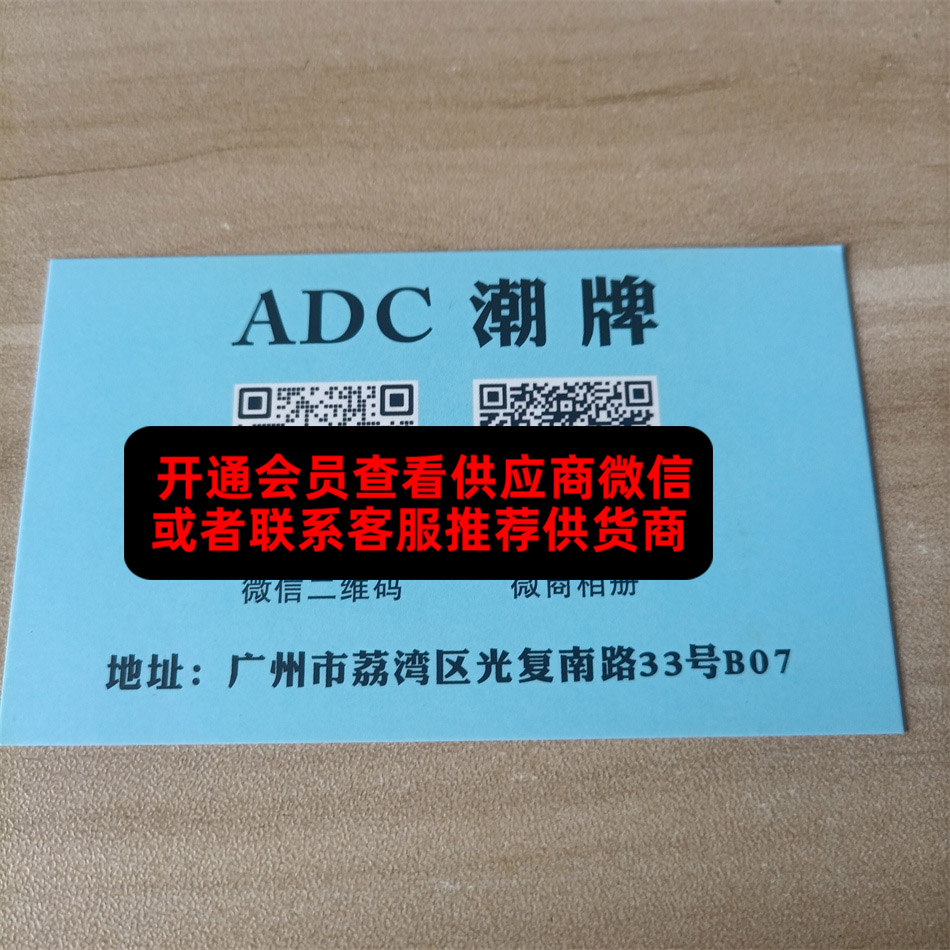 ADC 潮牌
开通会员查看供应商微信
或者联系客服推荐供货商
微信二维码 微商相册
地址：广州市荔湾区光复南路33号B07